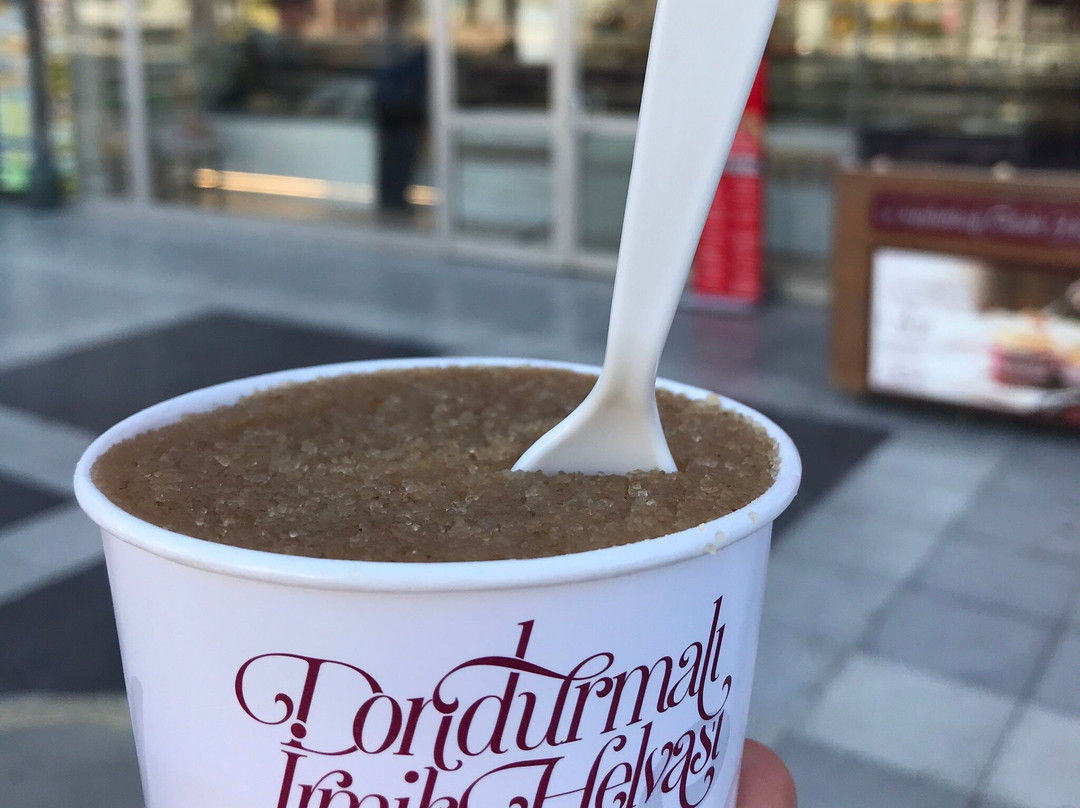 Dondurmalı
İrmik Helvası